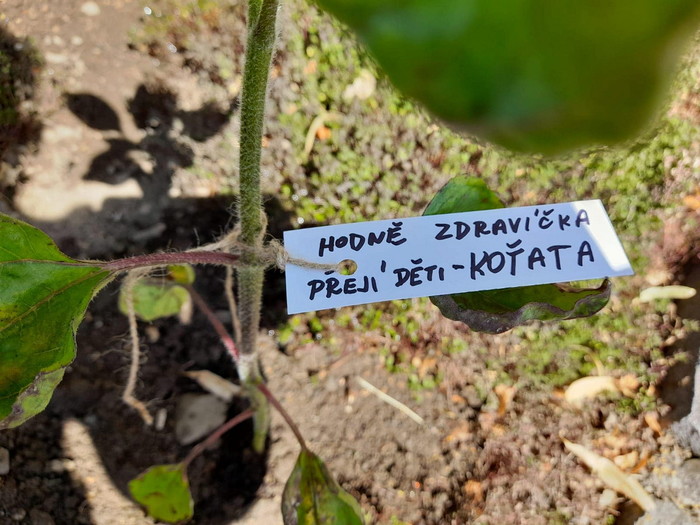 HODNĚ ZDRAVÍČKA
PŘEJÍ DĚTI - KOŤATA